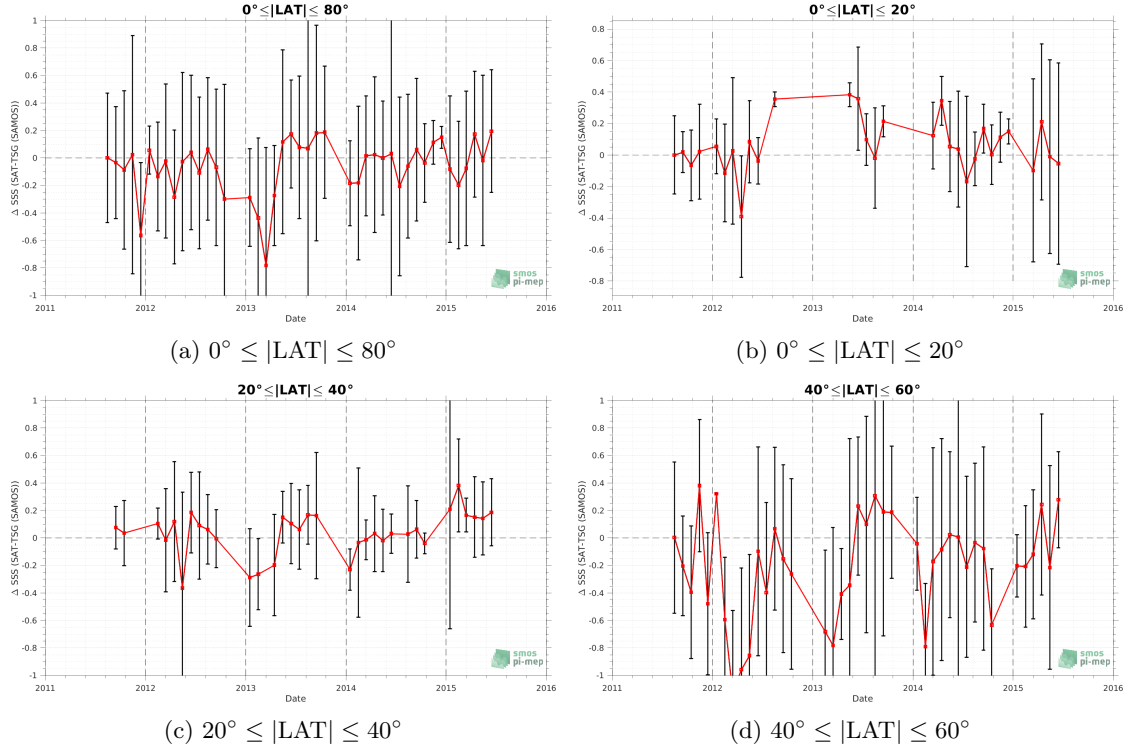 0°≤|LAT|≤ 80°
Δ SSS (SAT-TSG (SAMOS))
1
0.8
0.6
0.4
0.2
0
-0.2
-0.4
-0.6
-0.8
-1
2011 2012 2013 2014 2015 2016
Date
smos
pi-mep
(a) 0° ≤ |LAT| ≤ 80°
0°≤|LAT|≤ 20°
Δ SSS (SAT-TSG (SAMOS))
1
0.8
0.6
0.4
0.2
0
-0.2
-0.4
-0.6
-0.8
2011 2012 2013 2014 2015 2016
Date
smos
pi-mep
(b) 0° ≤ |LAT| ≤ 20°
20°≤|LAT|≤ 40°
Δ SSS (SAT-TSG (SAMOS))
1
0.8
0.6
0.4
0.2
0
-0.2
-0.4
-0.6
-0.8
-1
2011 2012 2013 2014 2015 2016
Date
smos
pi-mep
(c) 20° ≤ |LAT| ≤ 40°
40°≤|LAT|≤ 60°
Δ SSS (SAT-TSG (SAMOS))
1
0.8
0.6
0.4
0.2
0
-0.2
-0.4
-0.6
-0.8
-1
2011 2012 2013 2014 2015 2016
Date
smos
pi-mep
(d) 40° ≤ |LAT| ≤ 60°